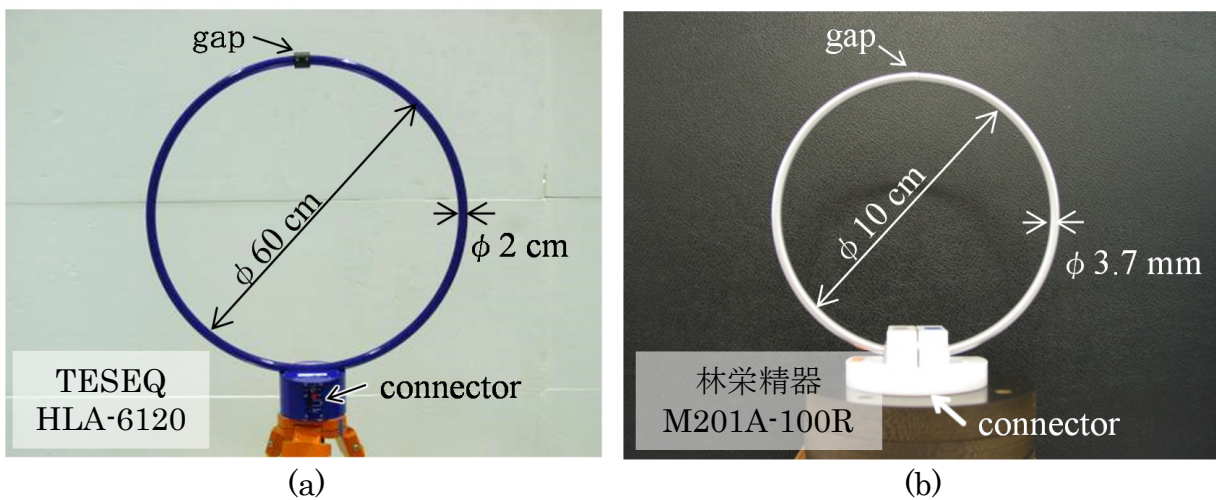 gap
φ 60 cm
φ 2 cm
TESEQ
HLA-6120
connector
(a)
gap
φ 10 cm
φ 3.7 mm
林栄精器
M201A-100R
connector
(b)